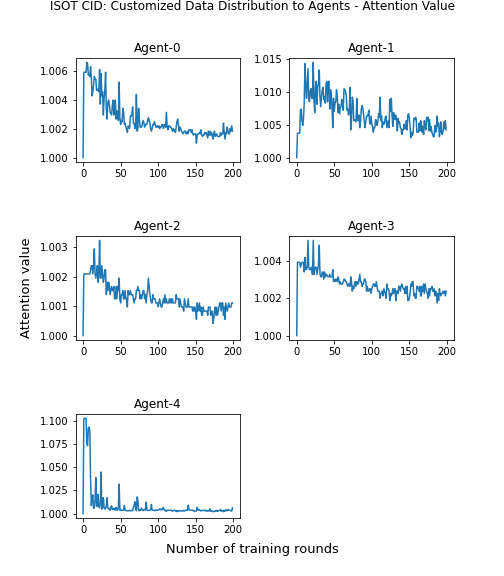 ISOT CID: Customized Data Distribution to Agents - Attention Value
Agent-0
1.006
1.004
1.002
1.000
0 50 100 150 200
Agent-1
1.015
1.010
1.005
1.000
0 50 100 150 200
Agent-2
1.003
1.002
1.001
1.000
0 50 100 150 200
Agent-3
1.004
1.002
1.000
0 50 100 150 200
Agent-4
1.100
1.075
1.050
1.025
1.000
0 50 100 150 200
Attention value
Number of training rounds